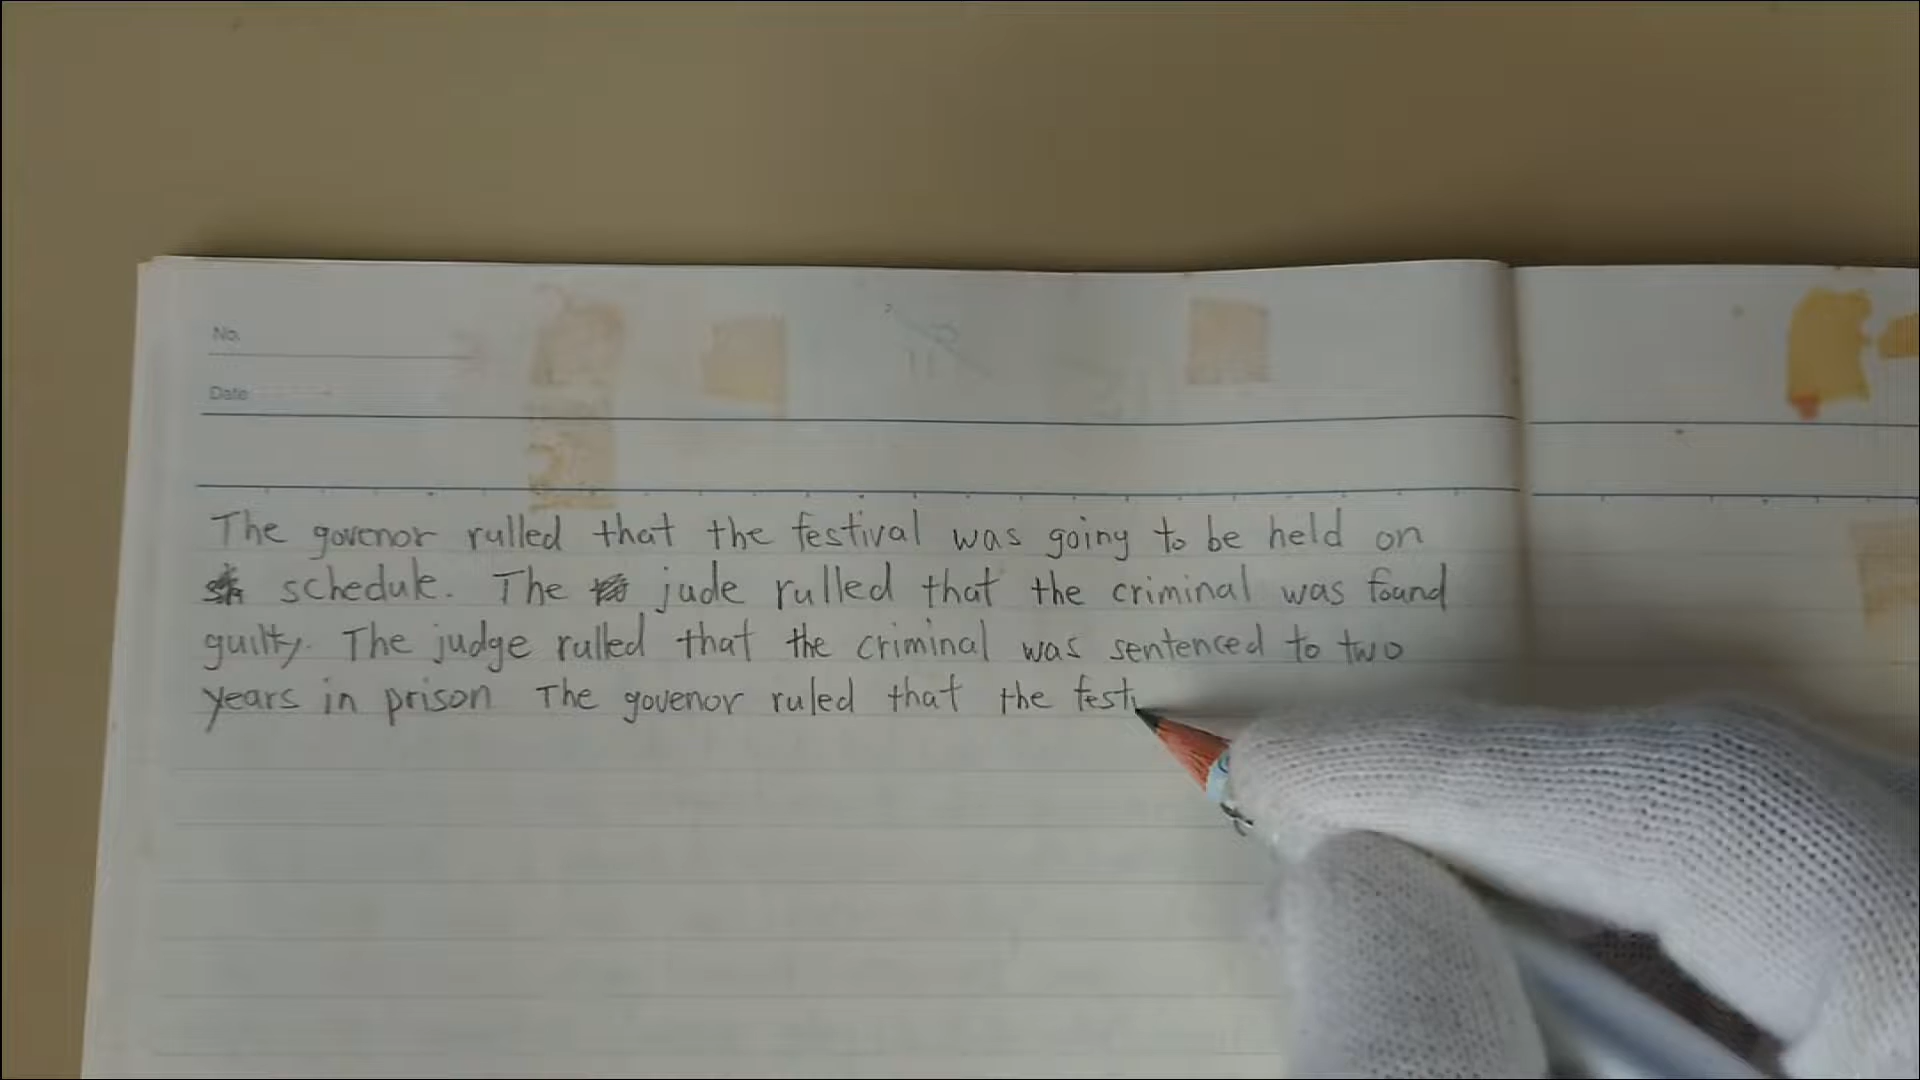 No.
Date
The govenor rulled that the festival was going to be held on
schedule. The jude rulled that the criminal was found
guilty. The judge rulled that the criminal was sentenced to two
years in prison The govenor ruled that the festi